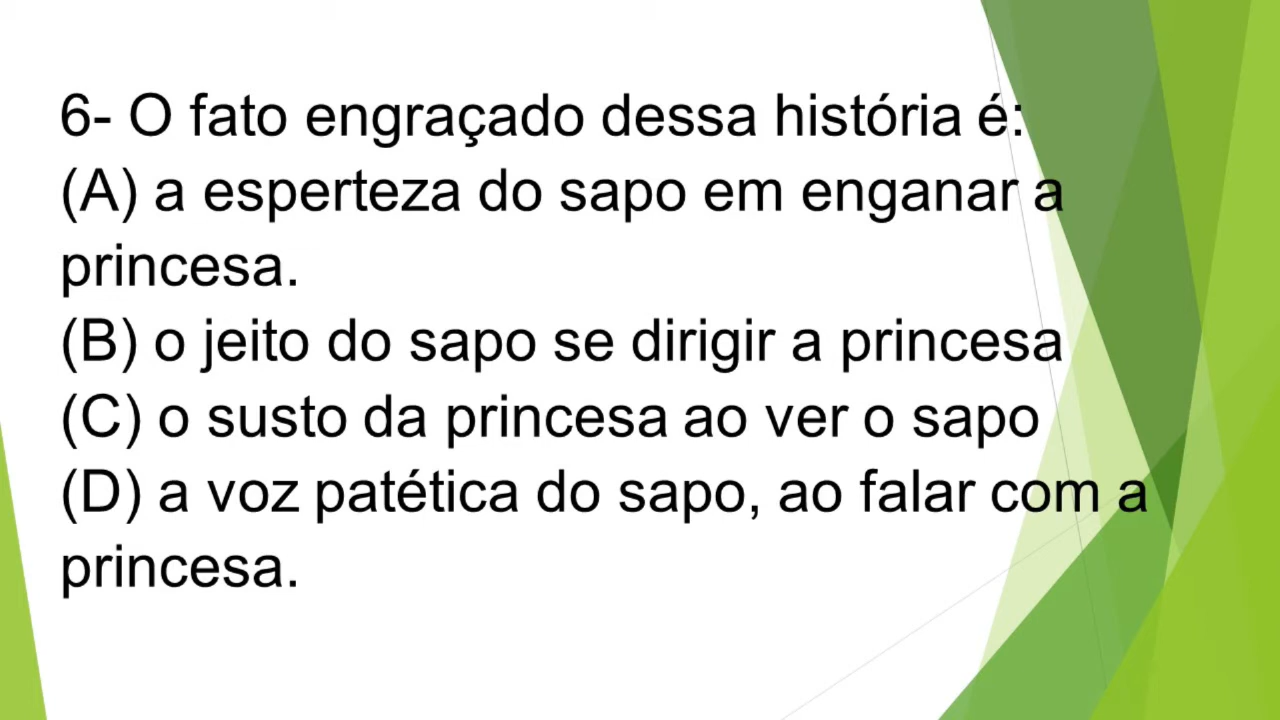 6- O fato engraçado dessa história é:
(A) a esperteza do sapo em enganar a
princesa.
(B) o jeito do sapo se dirigir a princesa
(C) o susto da princesa ao ver o sapo
(D) a voz patética do sapo, ao falar com a
princesa.